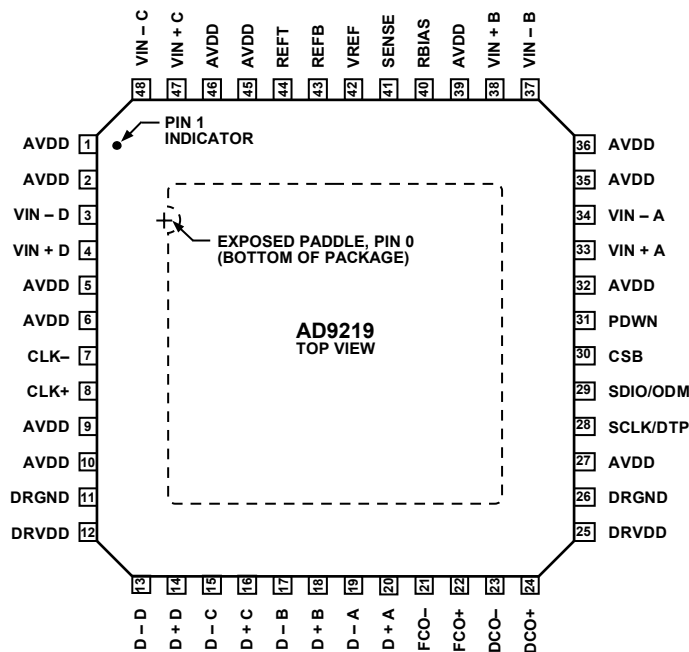 VIN – C
VIN + C
AVDD
AVDD
REFT
REFB
VREF
SENSE
RBIAS
AVDD
VIN + B
VIN – B
48
47
46
45
44
43
42
41
40
39
38
37
PIN 1
INDICATOR
AVDD 1
AVDD 2
VIN – D 3
VIN + D 4
AVDD 5
AVDD 6
CLK– 7
CLK+ 8
AVDD 9
AVDD 10
DRGND 11
DRVDD 12
EXPOSED PADDLE, PIN 0
(BOTTOM OF PACKAGE)
AD9219
TOP VIEW
36 AVDD
35 AVDD
34 VIN – A
33 VIN + A
32 AVDD
31 PDWN
30 CSB
29 SDIO/ODM
28 SCLK/DTP
27 AVDD
26 DRGND
25 DRVDD
13
14
15
16
17
18
19
20
21
22
23
24
D – D
D + D
D – C
D + C
D – B
D + B
D – A
D + A
FCO–
FCO+
DCO–
DCO+